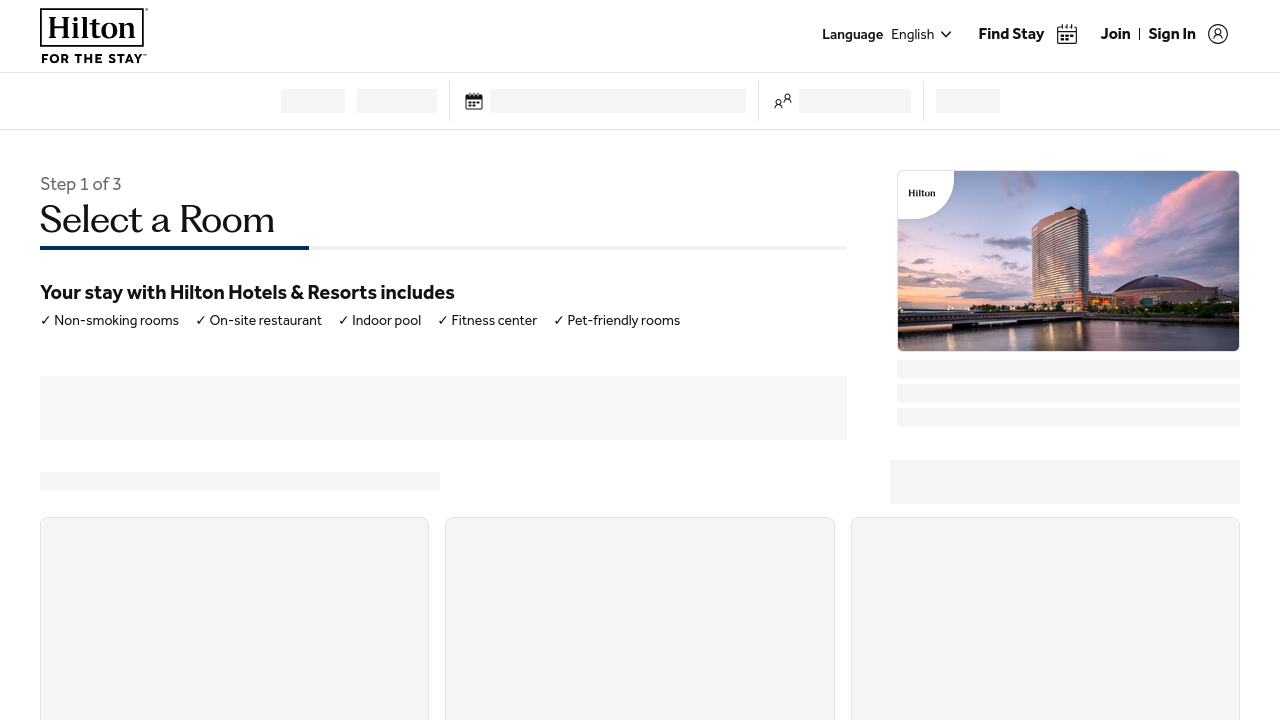 Hilton
FOR THE STAY™
Language English
Find Stay
Join | Sign In
Step 1 of 3
Select a Room
Hilton
Your stay with Hilton Hotels & Resorts includes
✓ Non-smoking rooms ✓ On-site restaurant ✓ Indoor pool ✓ Fitness center ✓ Pet-friendly rooms